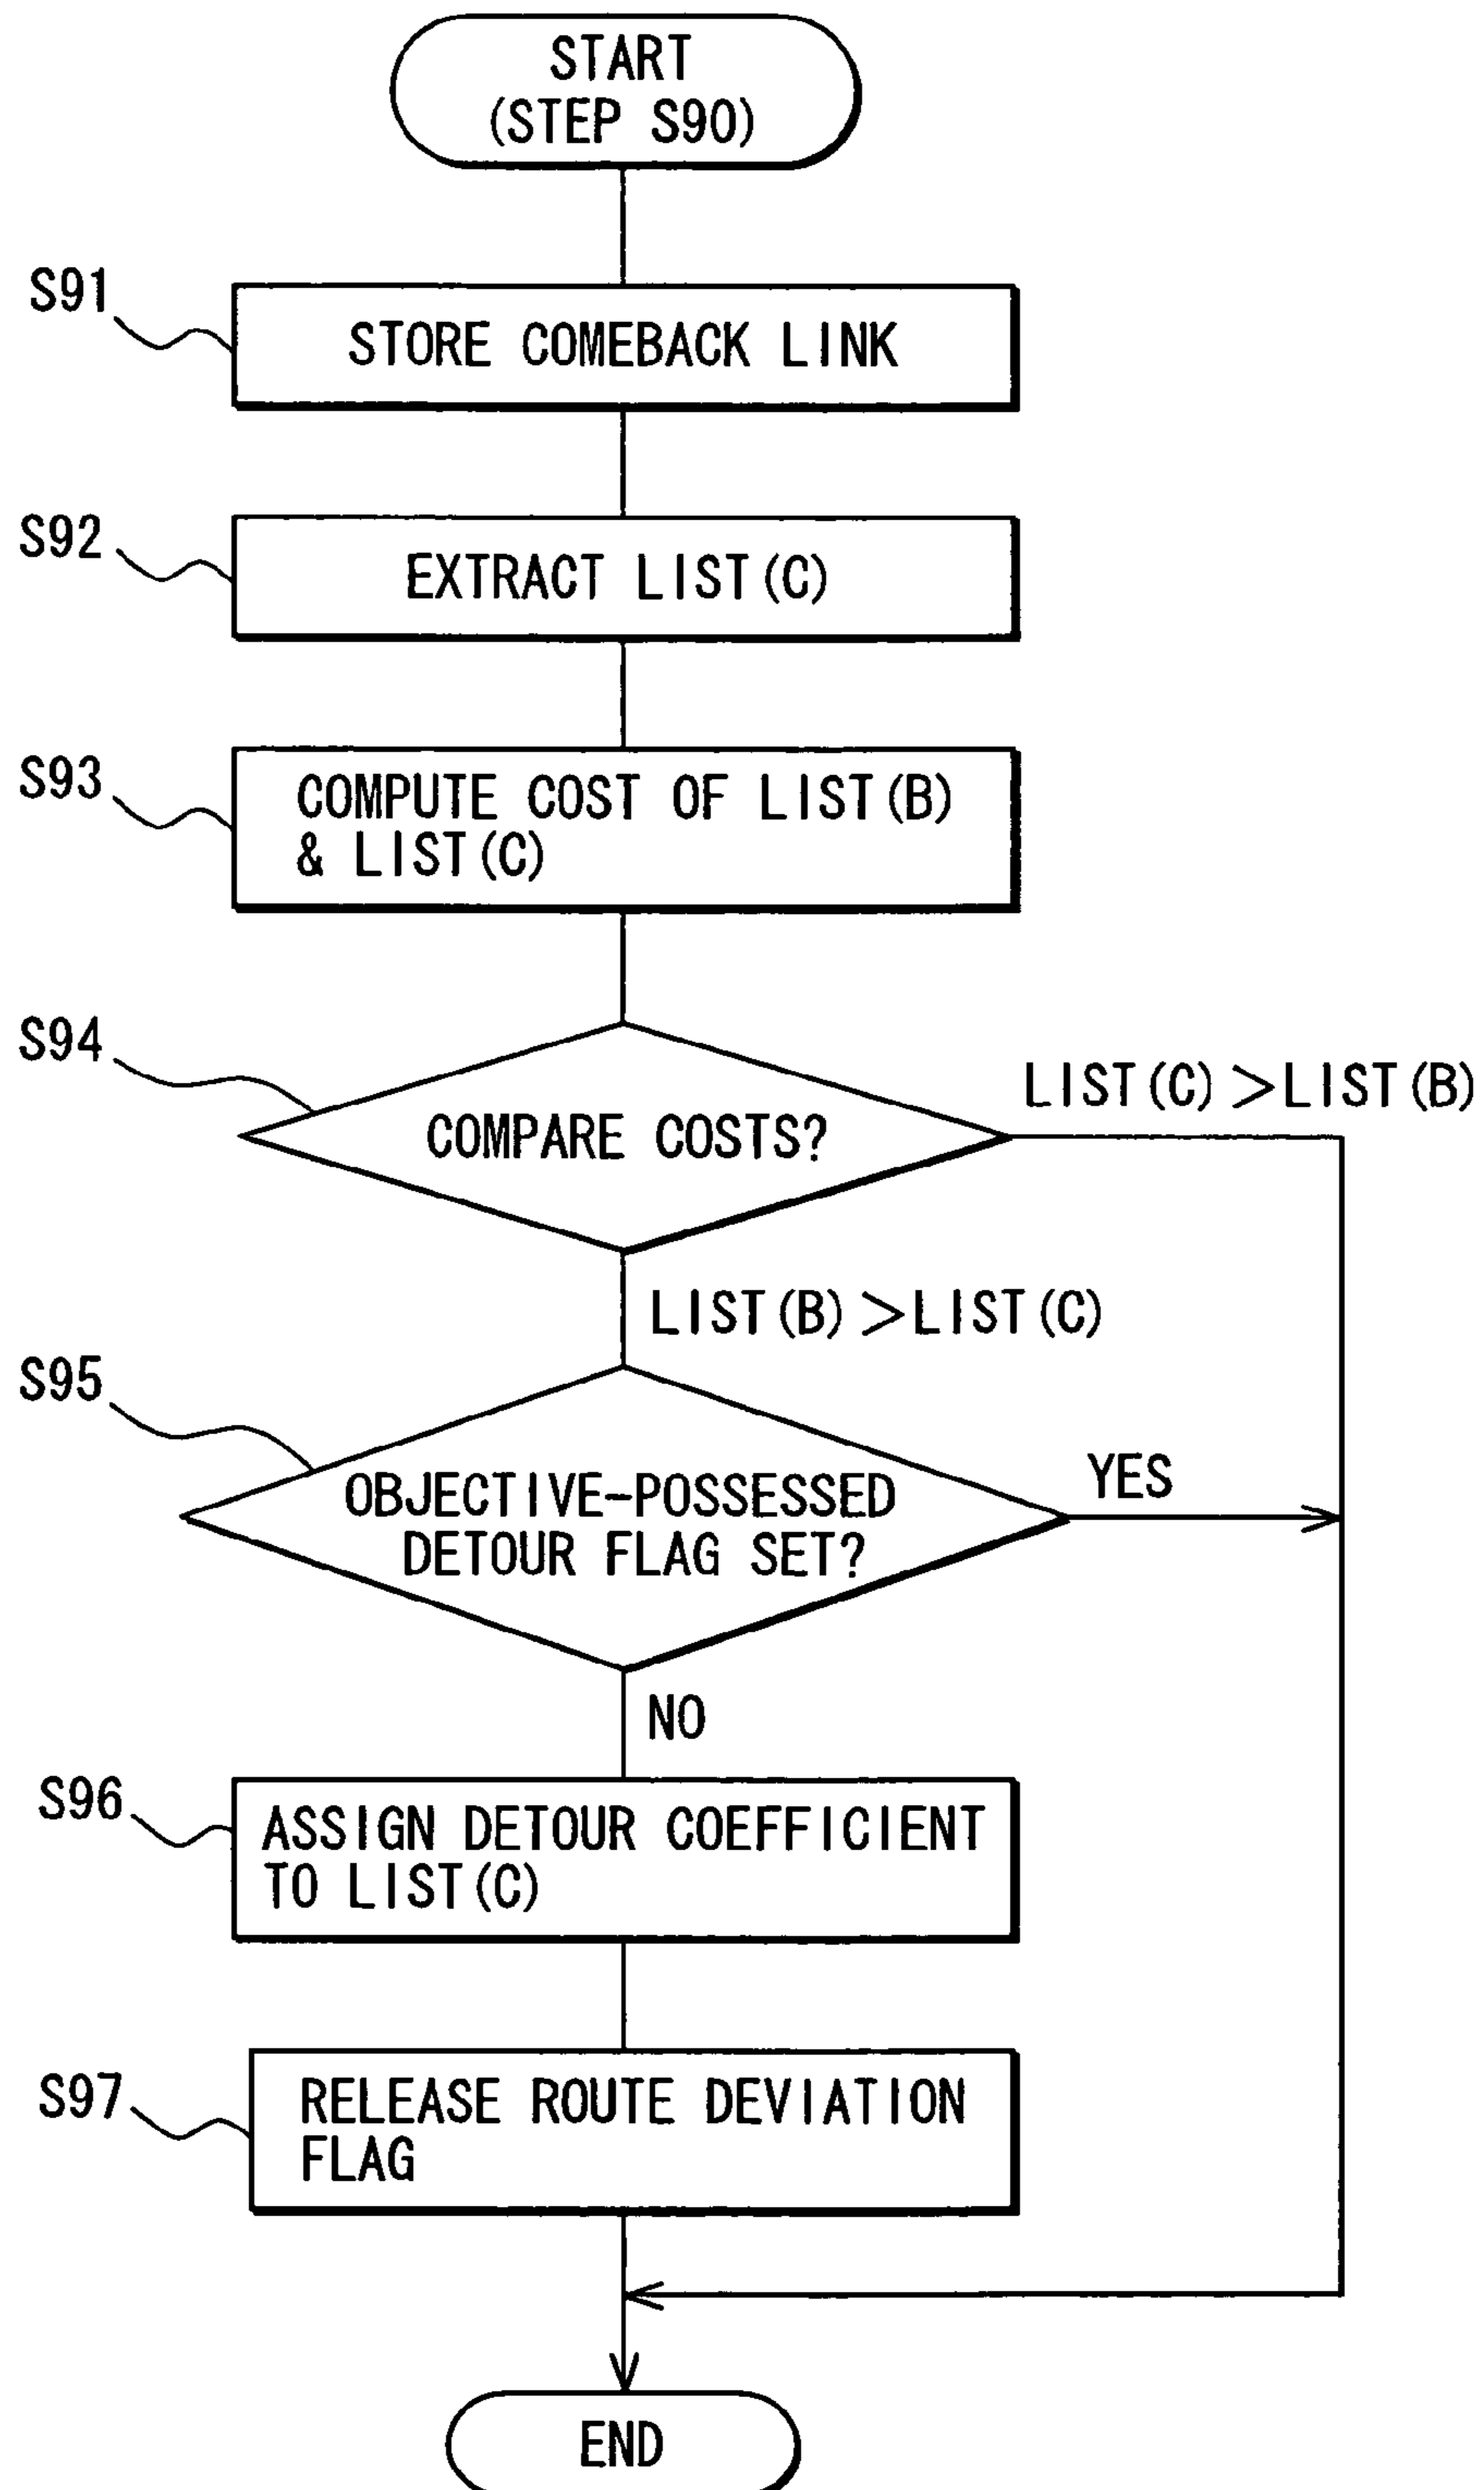 START
(STEP S90)
S91
STORE COMEBACK LINK
S92
EXTRACT LIST(C)
S93
COMPUTE COST OF LIST(B)
& LIST(C)
S94
COMPARE COSTS?
LIST(C)>LIST(B)
LIST(B)>LIST(C)
S95
OBJECTIVE-POSSESSED
DETOUR FLAG SET?
YES
NO
S96
ASSIGN DETOUR COEFFICIENT
TO LIST(C)
S97
RELEASE ROUTE DEVIATION
FLAG
END